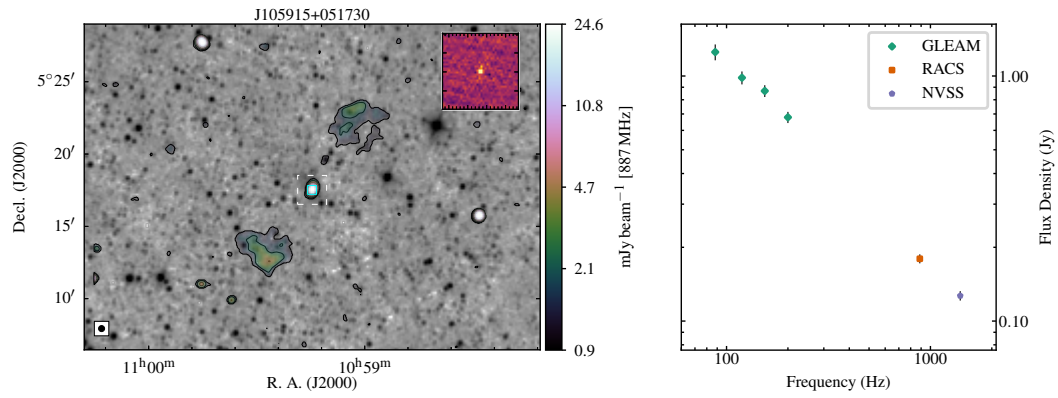 J105915+051730
5°25′
20′
15′
10′
Decl. (J2000)
11h00m
10h59m
R. A. (J2000)
24.6
10.8
4.7
2.1
0.9
mJy beam−1 [887 MHz]
GLEAM
RACS
NVSS
1.00
0.10
Flux Density (Jy)
100
1000
Frequency (Hz)